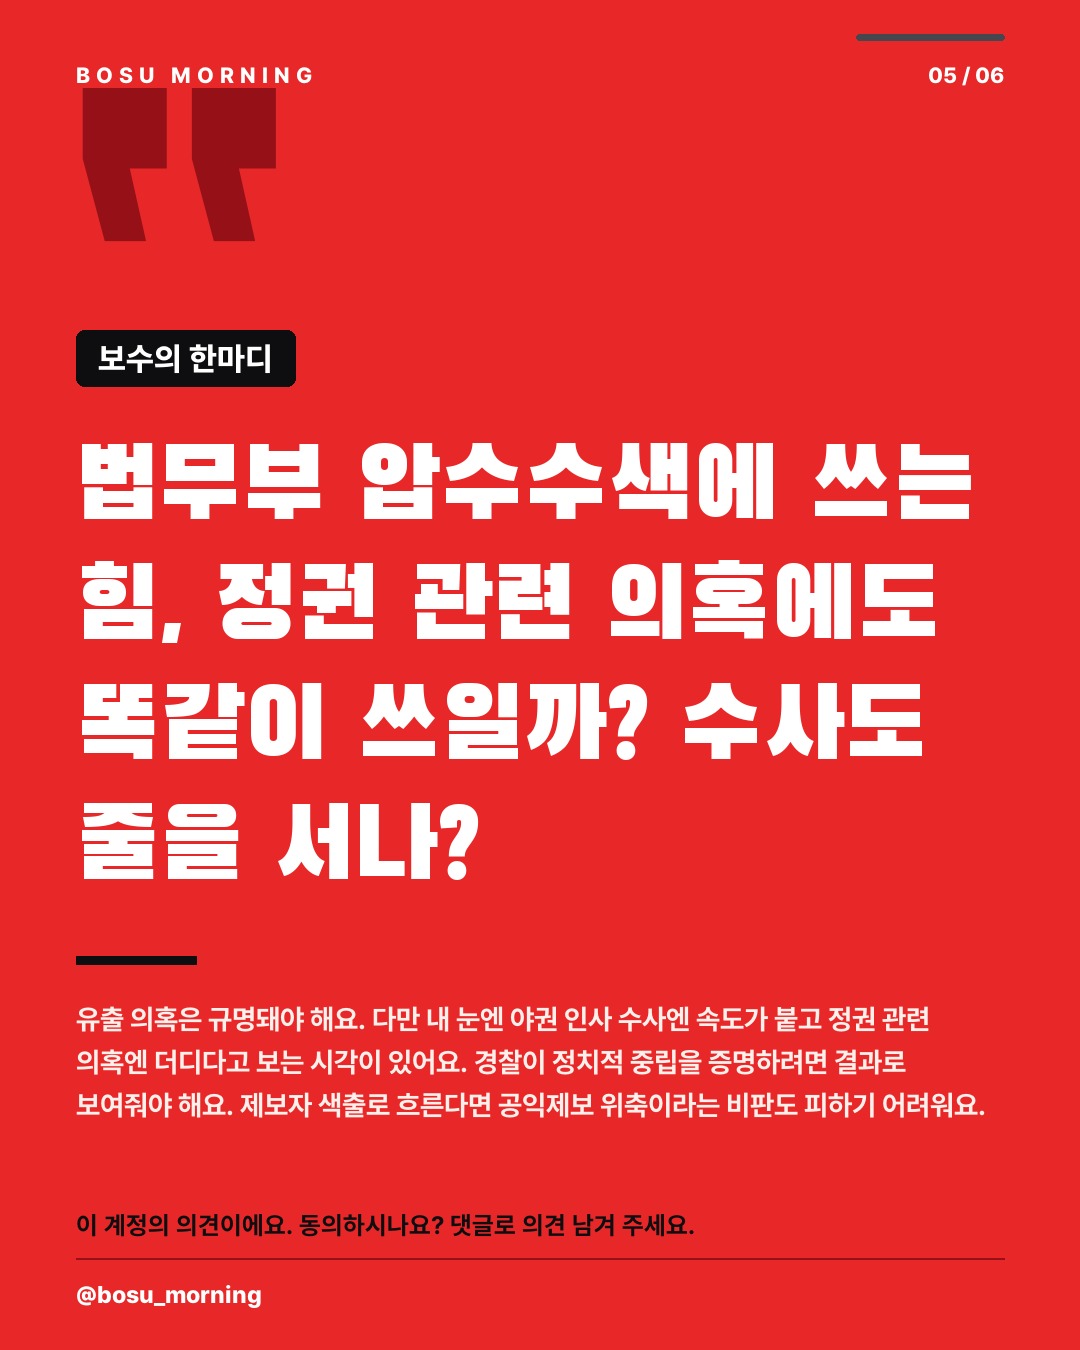 BOSU MORNING
05 / 06
보수의 한마디
법무부 압수수색에 쓰는
힘, 정권 관련 의혹에도
똑같이 쓰일까? 수사도
줄을 서나?
유출 의혹은 규명돼야 해요. 다만 내 눈엔 야권 인사 수사엔 속도가 붙고 정권 관련
의혹엔 더디다고 보는 시각이 있어요. 경찰이 정치적 중립을 증명하려면 결과로
보여줘야 해요. 제보자 색출로 흐른다면 공익제보 위축이라는 비판도 피하기 어려워요.
이 계정의 의견이에요. 동의하시나요? 댓글로 의견 남겨 주세요.
@bosu_morning